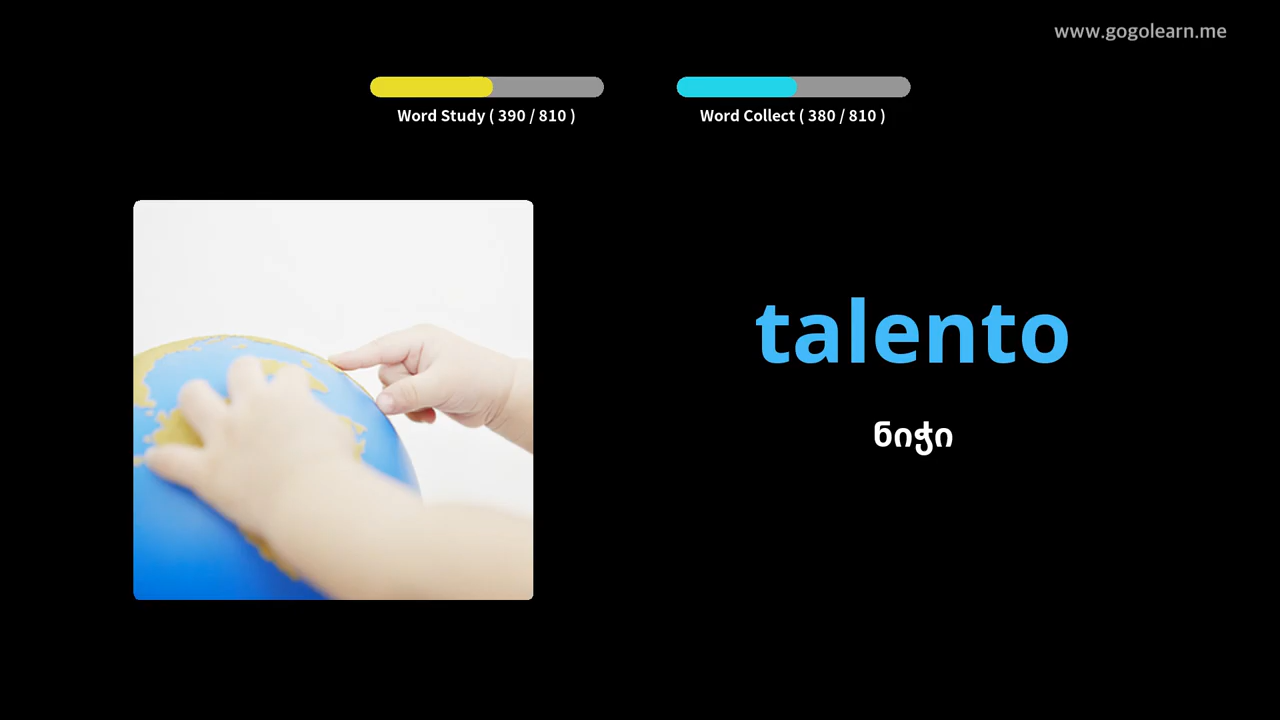 www.gogolearn.me
Word Study ( 390 / 810 )
Word Collect ( 380 / 810 )
talento
ნიჭი